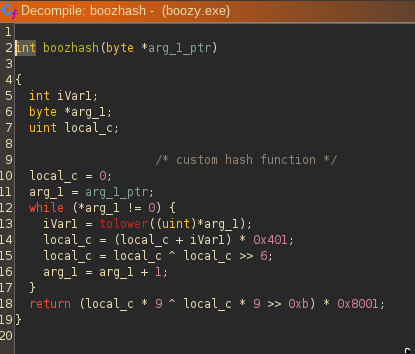 Decompile: boozhash - (boozy.exe)
1
2 int boozhash(byte *arg_1_ptr)
3
4 {
5 int iVar1;
6 byte *arg_1;
7 uint local_c;
8
9 /* custom hash function */
10 local_c = 0;
11 arg_1 = arg_1_ptr;
12 while (*arg_1 != 0) {
13 iVar1 = tolower((uint)*arg_1);
14 local_c = (local_c + iVar1) * 0x401;
15 local_c = local_c ^ local_c >> 6;
16 arg_1 = arg_1 + 1;
17 }
18 return (local_c * 9 ^ local_c * 9 >> 0xb) * 0x8001;
19 }
20